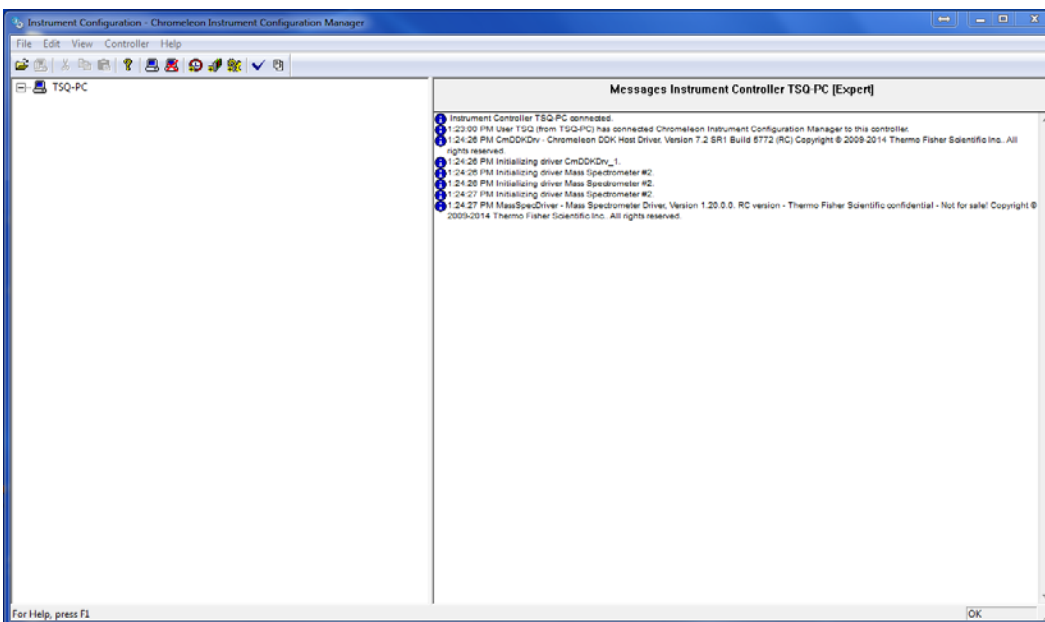 Instrument Configuration - Chromeleon Instrument Configuration Manager
File Edit View Controller Help
TSQ-PC
Messages Instrument Controller TSQ-PC [Expert]
Instrument Controller TSQ-PC connected.
1:23:00 PM User TSQ (from TSQ-PC) has connected Chromeleon Instrument Configuration Manager to this controller.
1:24:26 PM CmDDKDrv - Chromeleon DDK Host Driver, Version 7.2 SR1 Build 6772 (RC) Copyright © 2009-2014 Thermo Fisher Scientific Inc.. All
rights reserved.
1:24:26 PM Initializing driver CmDDKDrv_1.
1:24:26 PM Initializing driver Mass Spectrometer #2.
1:24:26 PM Initializing driver Mass Spectrometer #2.
1:24:27 PM Initializing driver Mass Spectrometer #2.
1:24:27 PM MassSpecDriver - Mass Spectrometer Driver, Version 1.20.0.0. RC version - Thermo Fisher Scientific confidential - Not for sale! Copyright ©
2009-2014 Thermo Fisher Scientific Inc.. All rights reserved.
For Help, press F1
OK